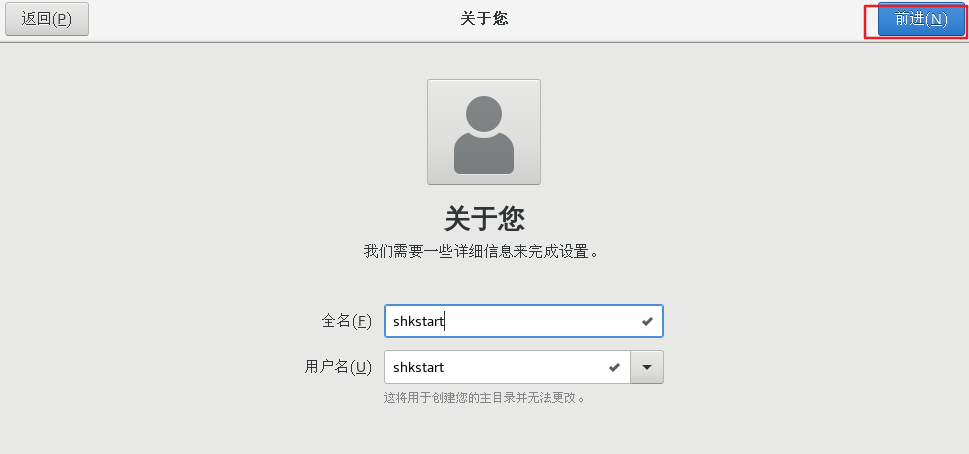 返回(P)
关于您
前进(N)
关于您
我们需要一些详细信息来完成设置。
全名(F)
shkstart
用户名(U)
shkstart
这将用于创建您的主目录并无法更改。